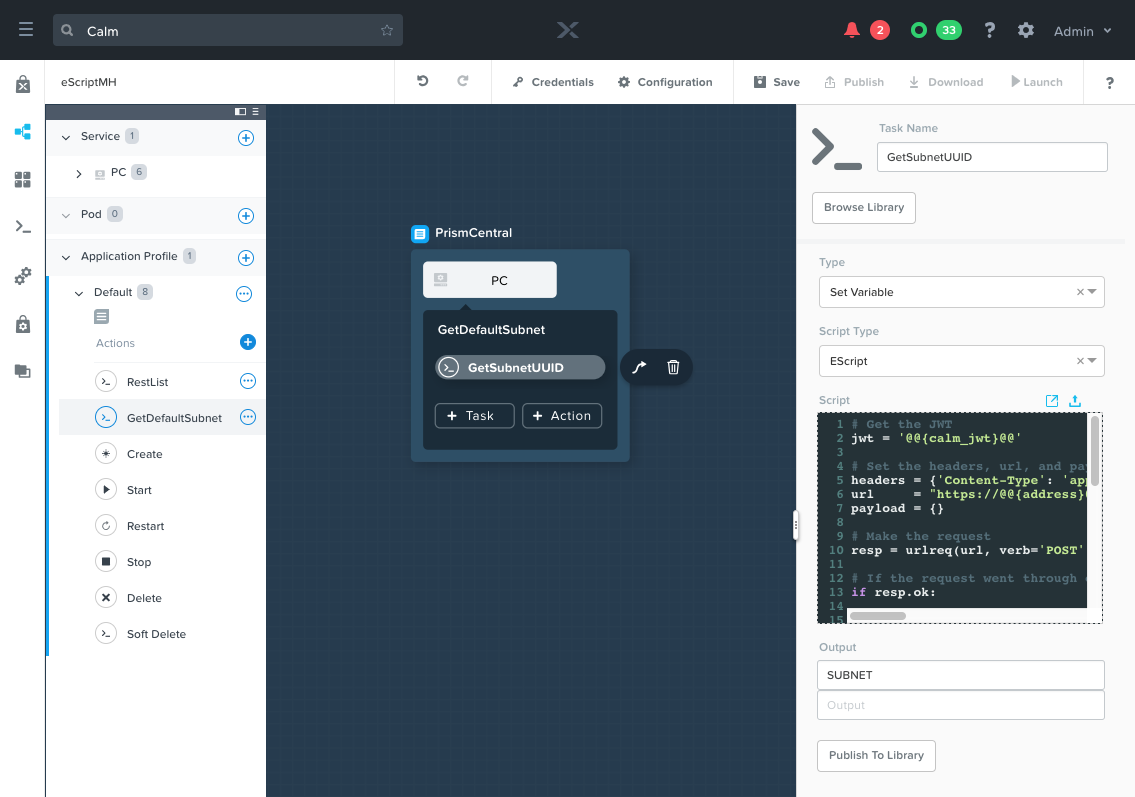 Calm
2
33
?
Admin
eScriptMH
Credentials
Configuration
Save
Publish
Download
Launch
?
Service 1
PC 6
Pod 0
Application Profile 1
Default 8
Actions
RestList
GetDefaultSubnet
Create
Start
Restart
Stop
Delete
Soft Delete
PrismCentral
PC
GetDefaultSubnet
GetSubnetUUID
+ Task
+ Action
Task Name
GetSubnetUUID
Browse Library
Type
Set Variable
Script Type
EScript
Script
1 # Get the JWT
2 jwt = '@@{calm_jwt}@@'
3
4 # Set the headers, url, and pa
5 headers = {'Content-Type': 'ap
6 url     = "https://@@{address}
7 payload = {}
8
9 # Make the request
10 resp = urlreq(url, verb='POST'
11
12 # If the request went through
13 if resp.ok:
14
15
Output
SUBNET
Output
Publish To Library